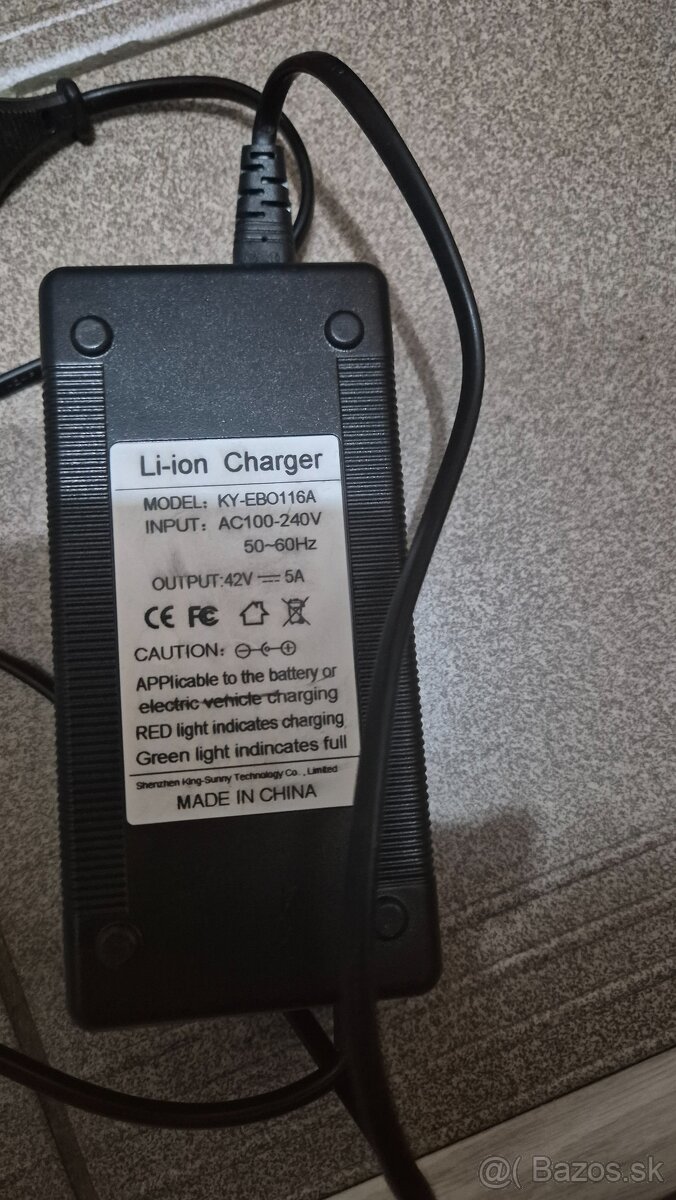 Li-ion Charger
MODEL: KY-EBO116A
INPUT: AC100-240V
50~60Hz
OUTPUT:42V⎓5A
CE FC
CAUTION:
APPlicable to the battery or
electric vehicle charging
RED light indicates charging
Green light indincates full
Shenzhen King-Sunny Technology Co., Limited
MADE IN CHINA
@( Bazos.sk